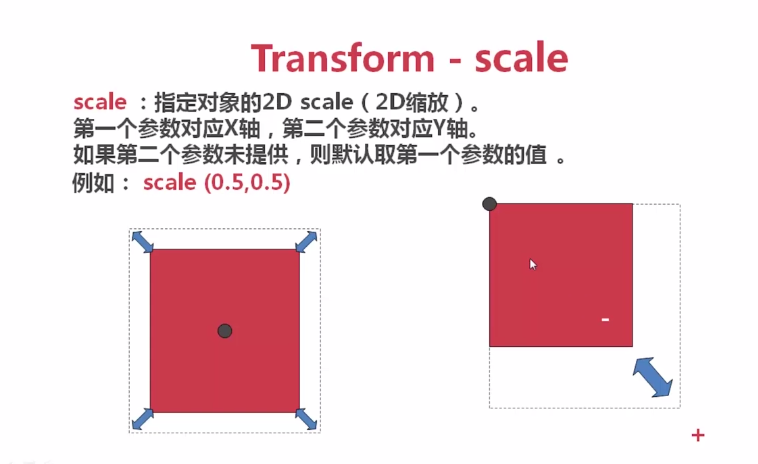 Transform - scale
scale ：指定对象的2D scale（2D缩放）。
第一个参数对应X轴，第二个参数对应Y轴。
如果第二个参数未提供，则默认取第一个参数的值 。
例如： scale (0.5,0.5)
-
+